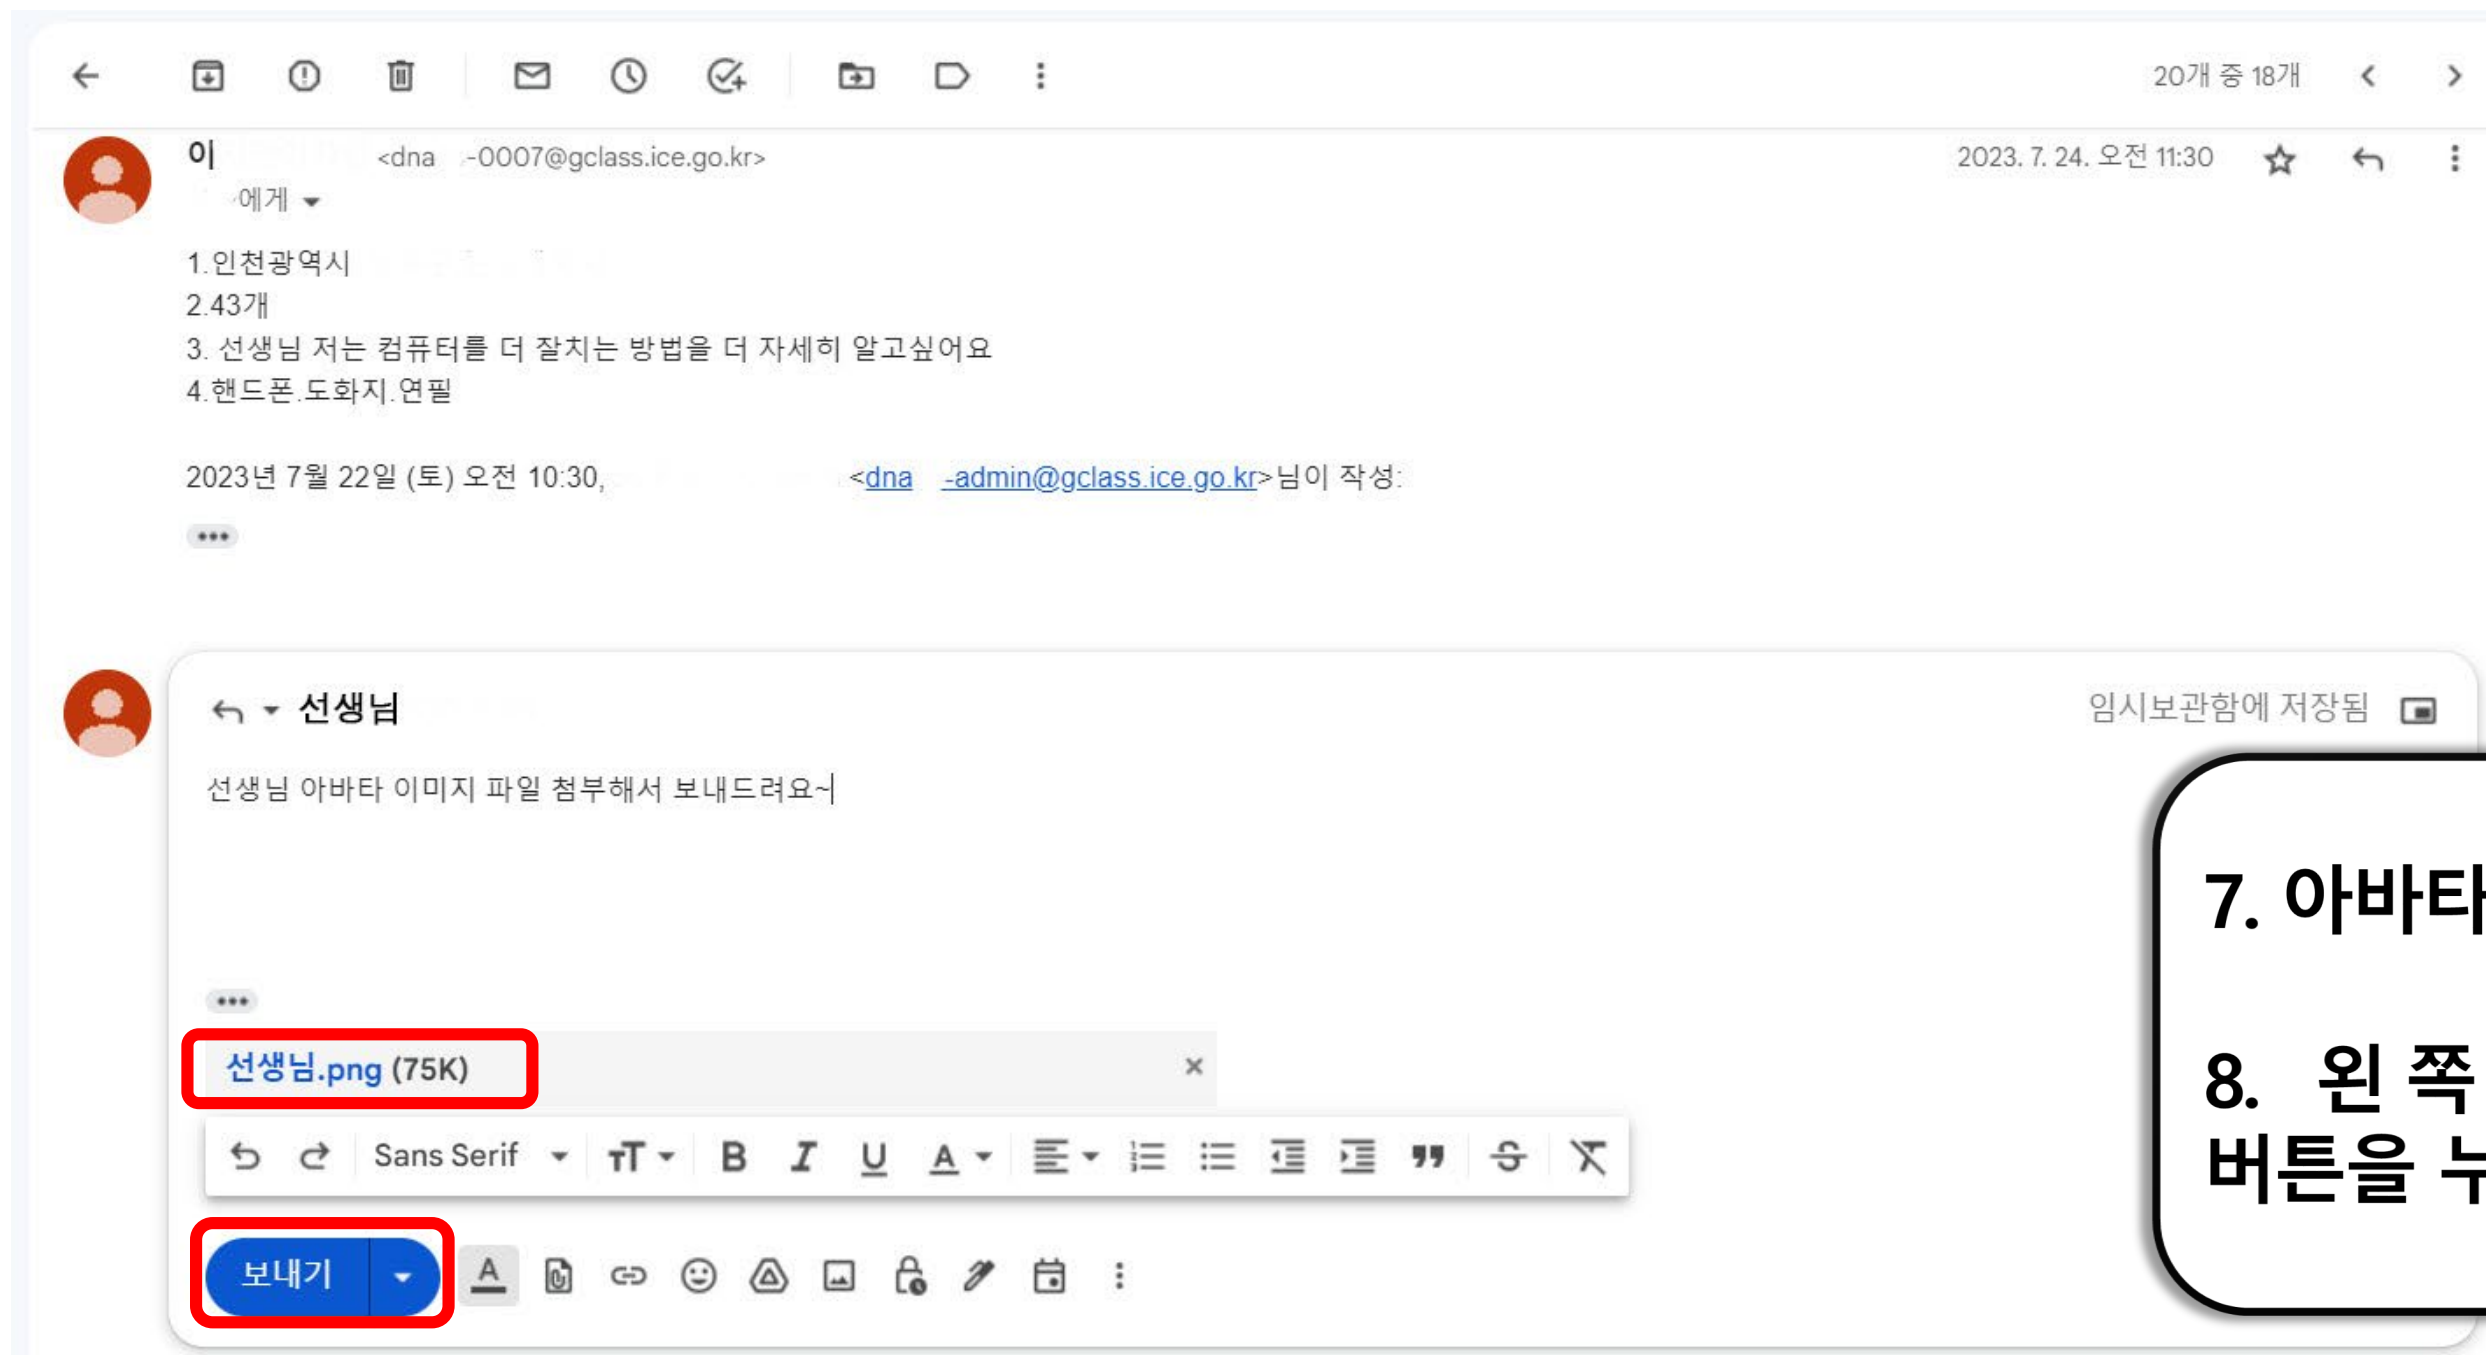 20개 중 18개
이
<dna -0007@gclass.ice.go.kr>
2023. 7. 24. 오전 11:30
에게
1.인천광역시
2.43개
3. 선생님 저는 컴퓨터를 더 잘치는 방법을 더 자세히 알고싶어요
4.핸드폰.도화지.연필
2023년 7월 22일 (토) 오전 10:30, <dna -admin@gclass.ice.go.kr>님이 작성:
선생님
임시보관함에 저장됨
선생님 아바타 이미지 파일 첨부해서 보내드려요~
7. 아바타
선생님.png (75K)
8. 왼쪽
버튼을
Sans Serif
보내기